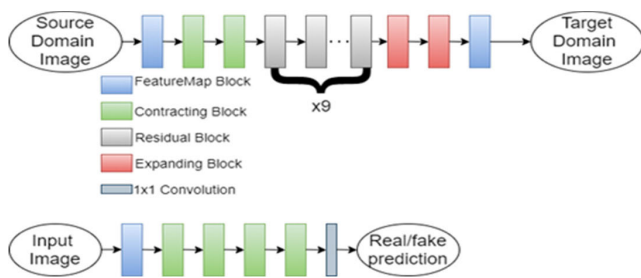 Source
Domain
Image
Target
Domain
Image
FeatureMap Block
Contracting Block
Residual Block
Expanding Block
1x1 Convolution
x9
Input
Image
Real/fake
prediction